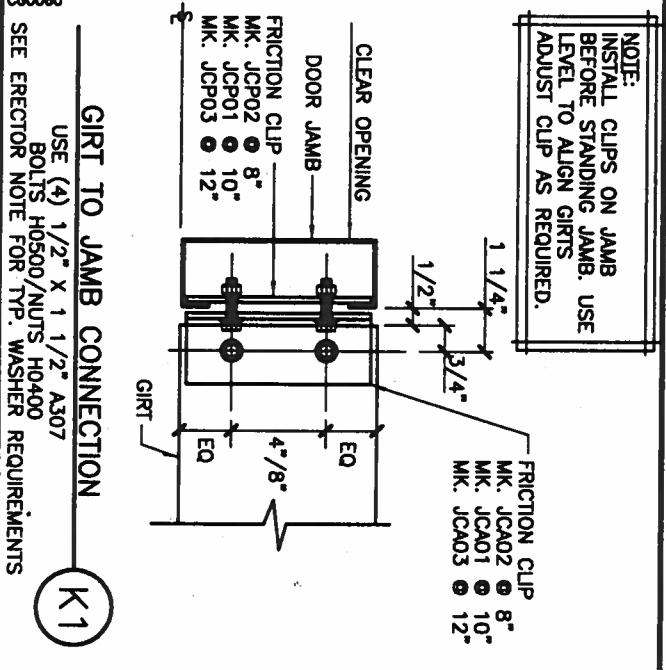 NOTE:
INSTALL CLIPS ON JAMB
BEFORE STANDING JAMB. USE
LEVEL TO ALIGN GIRTS
ADJUST CLIP AS REQUIRED.
CLEAR OPENING
DOOR JAMB
FRICTION CLIP
MK. JCP02 @ 8"
MK. JCP01 @ 10"
MK. JCP03 @ 12"
1 1/4"
1/2"
3/4"
FRICTION CLIP
MK. JCA02 @ 8"
MK. JCA01 @ 10"
MK. JCA03 @ 12"
EQ
4"/8"
EQ
GIRT
GIRT TO JAMB CONNECTION
USE (4) 1/2" X 1 1/2" A307
BOLTS H0500/NUTS H0400
SEE ERECTOR NOTE FOR TYP. WASHER REQUIREMENTS
K1